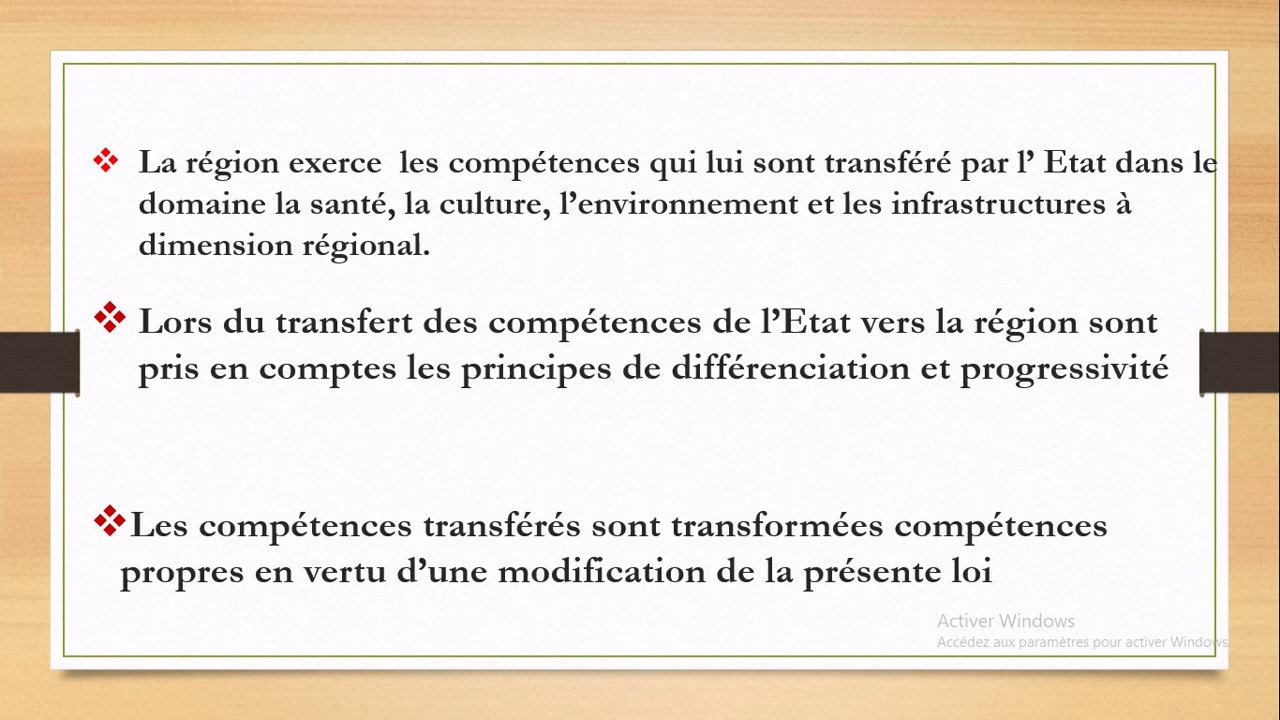 La région exerce  les compétences qui lui sont transféré par l’ Etat dans le
domaine la santé, la culture, l’environnement et les infrastructures à
dimension régional.
Lors du transfert des compétences de l’Etat vers la région sont
pris en comptes les principes de différenciation et progressivité
Les compétences transférés sont transformées compétences
propres en vertu d’une modification de la présente loi
Activer Windows
Accédez aux paramètres pour activer Windows.